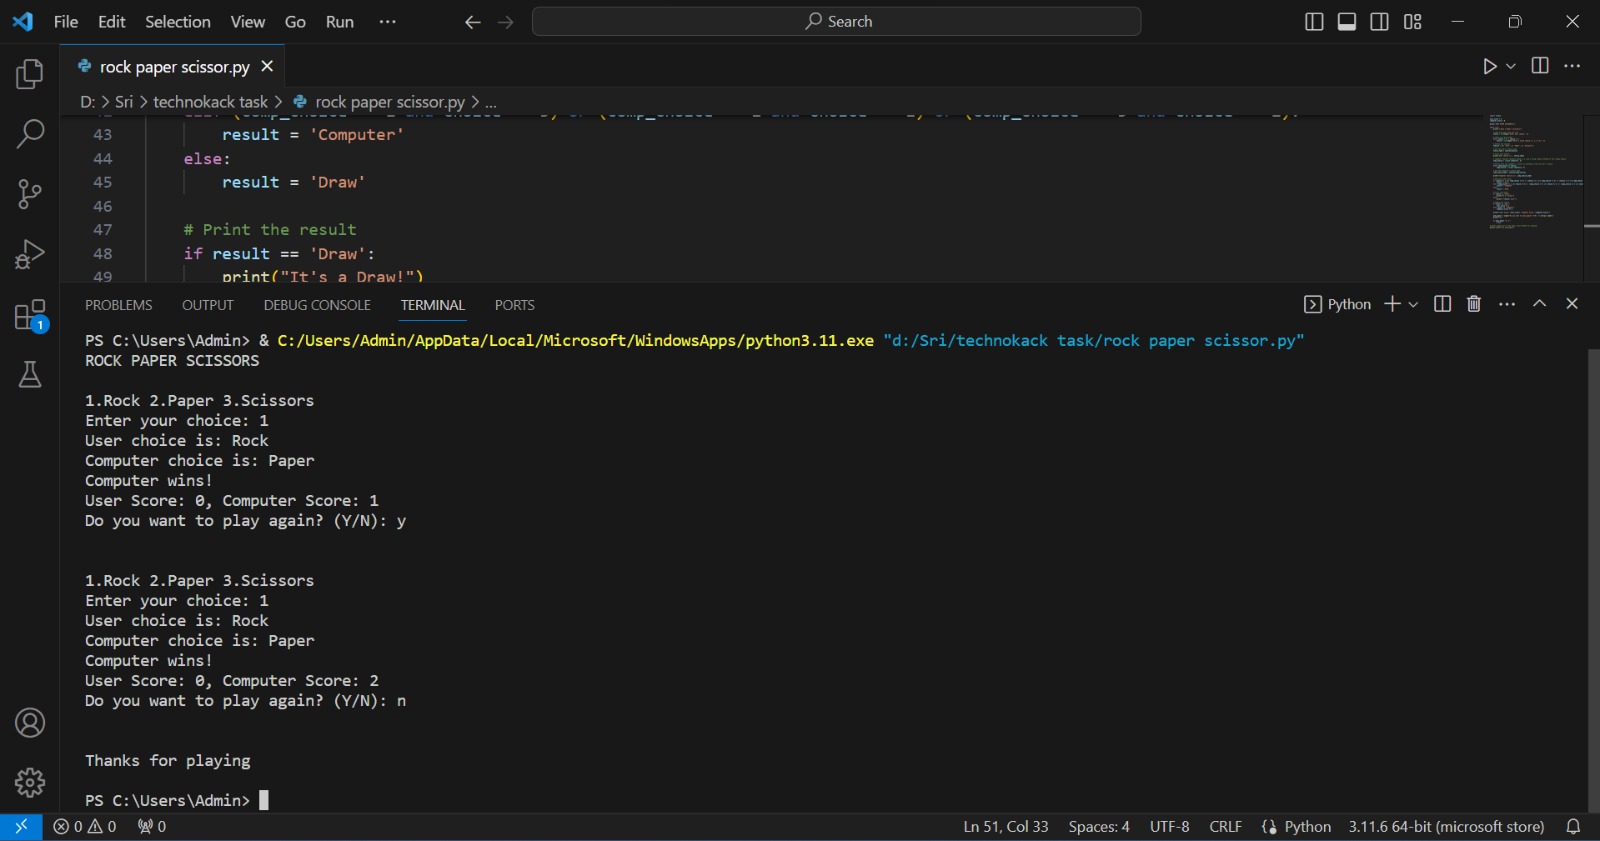 File Edit Selection View Go Run ··· Search
rock paper scissor.py
D: > Sri > technokack task > rock paper scissor.py > ...
43 result = 'Computer'
44 else:
45 result = 'Draw'
46
47 # Print the result
48 if result == 'Draw':
49 print("It's a Draw!")
PROBLEMS OUTPUT DEBUG CONSOLE TERMINAL PORTS Python
PS C:\Users\Admin> & C:/Users/Admin/AppData/Local/Microsoft/WindowsApps/python3.11.exe "d:/Sri/technokack task/rock paper scissor.py"
ROCK PAPER SCISSORS
1.Rock 2.Paper 3.Scissors
Enter your choice: 1
User choice is: Rock
Computer choice is: Paper
Computer wins!
User Score: 0, Computer Score: 1
Do you want to play again? (Y/N): y
1.Rock 2.Paper 3.Scissors
Enter your choice: 1
User choice is: Rock
Computer choice is: Paper
Computer wins!
User Score: 0, Computer Score: 2
Do you want to play again? (Y/N): n
Thanks for playing
PS C:\Users\Admin>
1
0 0 0 Ln 51, Col 33 Spaces: 4 UTF-8 CRLF Python 3.11.6 64-bit (microsoft store)